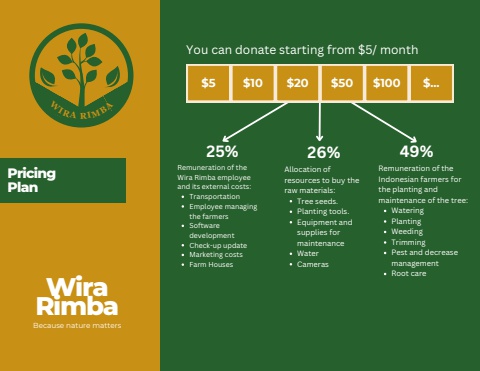 WIRA RIMBA
Pricing
Plan
Wira
Rimba
Because nature matters
You can donate starting from $5/ month
$5 $10 $20 $50 $100 $...
25%
Remuneration of the
Wira Rimba employee
and its external costs:
• Transportation
• Employee managing
the farmers
• Software
development
• Check-up update
• Marketing costs
• Farm Houses
26%
Allocation of
resources to buy the
raw materials:
• Tree seeds.
• Planting tools.
• Equipment and
supplies for
maintenance
• Water
• Cameras
49%
Remuneration of the
Indonesian farmers for
the planting and
maintenance of the tree:
• Watering
• Planting
• Weeding
• Trimming
• Pest and decrease
management
• Root care